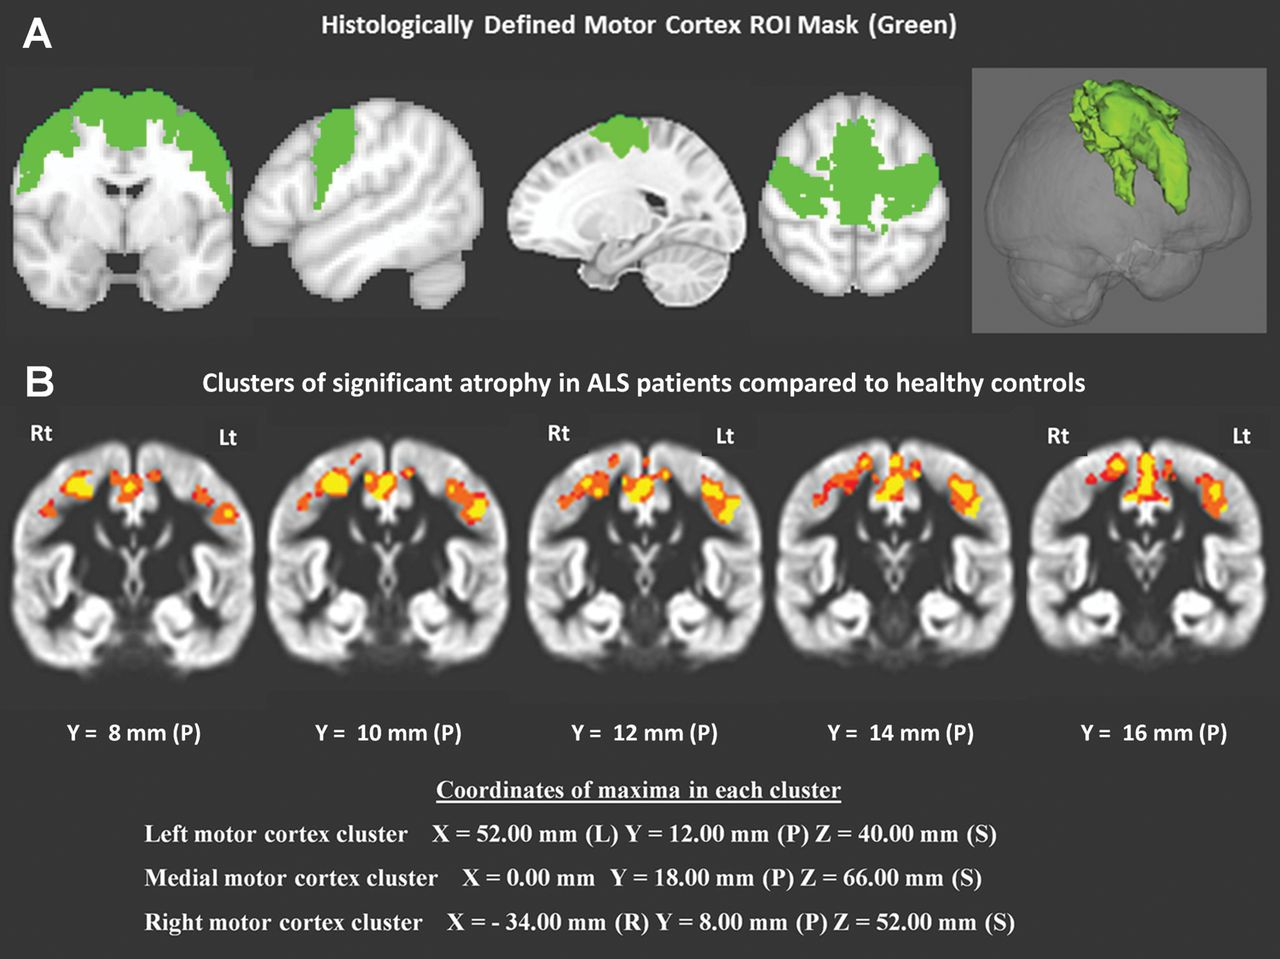 A
Histologically Defined Motor Cortex ROI Mask (Green)
B
Clusters of significant atrophy in ALS patients compared to healthy controls
Rt Lt Rt Lt Rt Lt
Y = 8 mm (P) Y = 10 mm (P) Y = 12 mm (P) Y = 14 mm (P) Y = 16 mm (P)
Coordinates of maxima in each cluster
Left motor cortex cluster X = 52.00 mm (L) Y = 12.00 mm (P) Z = 40.00 mm (S)
Medial motor cortex cluster X = 0.00 mm Y = 18.00 mm (P) Z = 66.00 mm (S)
Right motor cortex cluster X = - 34.00 mm (R) Y = 8.00 mm (P) Z = 52.00 mm (S)